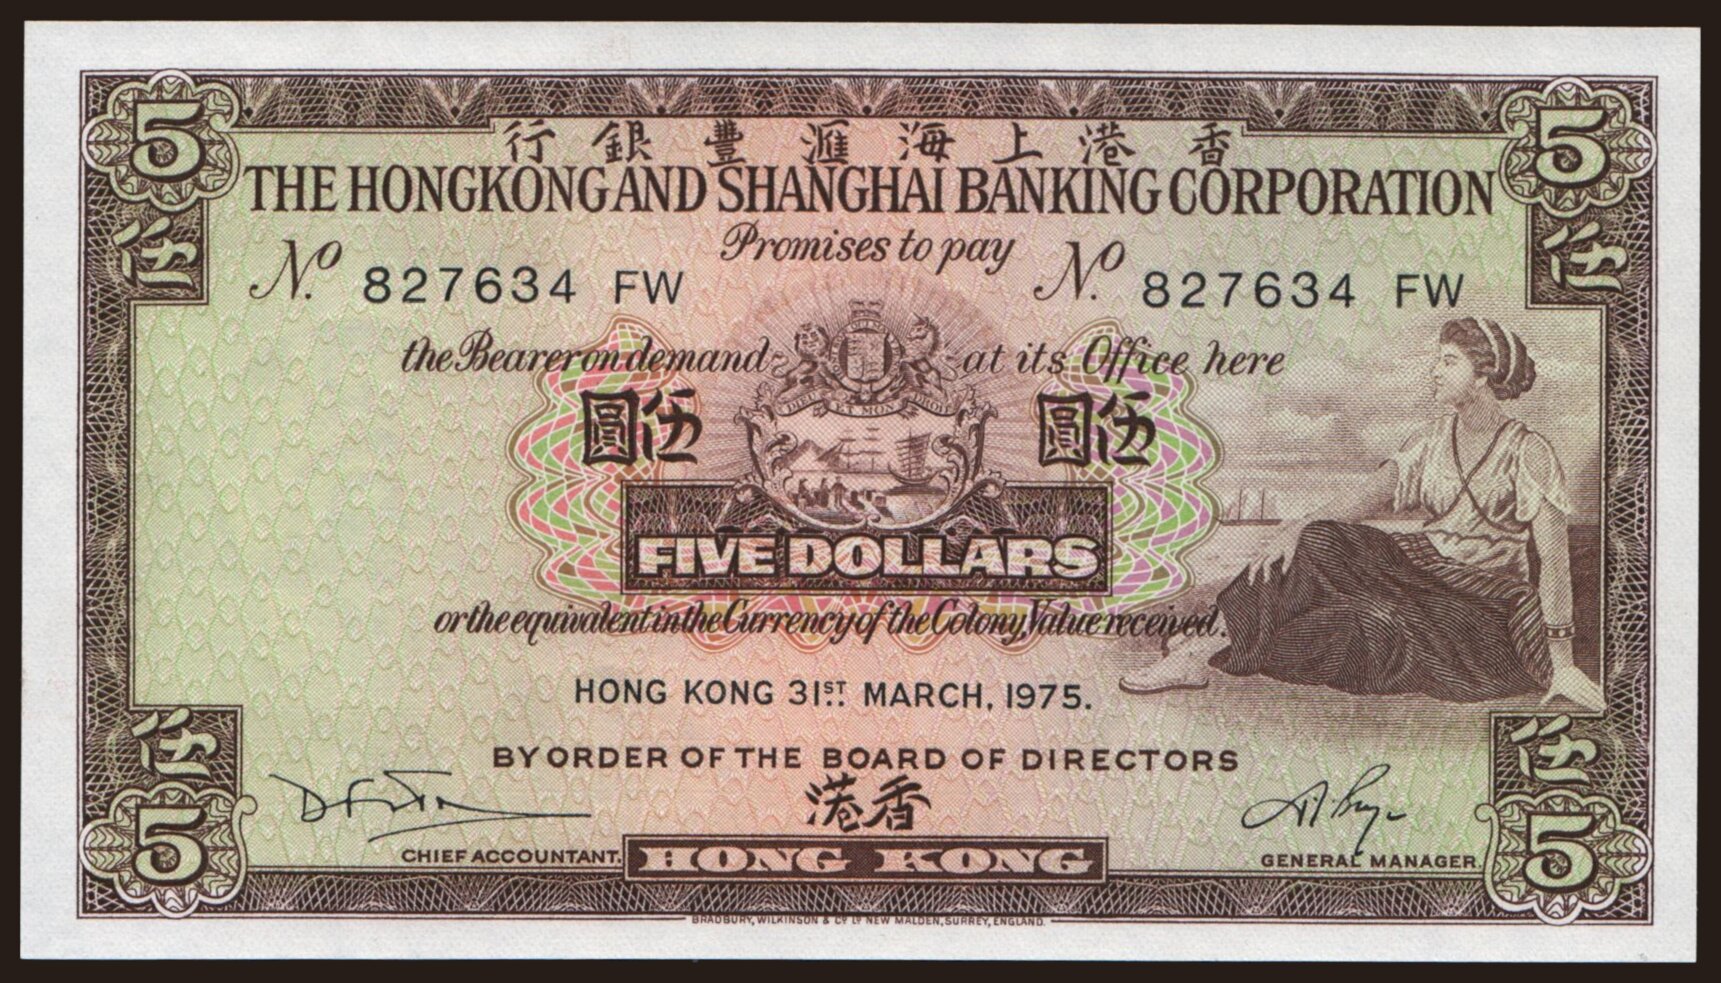 5 5
行銀豐滙海上港香
THE HONGKONG AND SHANGHAI BANKING CORPORATION
伍 伍
Promises to pay
No. 827634 FW No. 827634 FW
the Bearer on demand at its Office here
DIEU ET MON DROIT
圓伍 圓伍
FIVE DOLLARS
or the equivalent in the Currency of the Colony, Value received.
HONG KONG 31ST MARCH, 1975.
伍 伍
BY ORDER OF THE BOARD OF DIRECTORS
港香
5 5
CHIEF ACCOUNTANT. HONG KONG GENERAL MANAGER.
BRADBURY, WILKINSON & Co. Ld. NEW MALDEN, SURREY, ENGLAND.